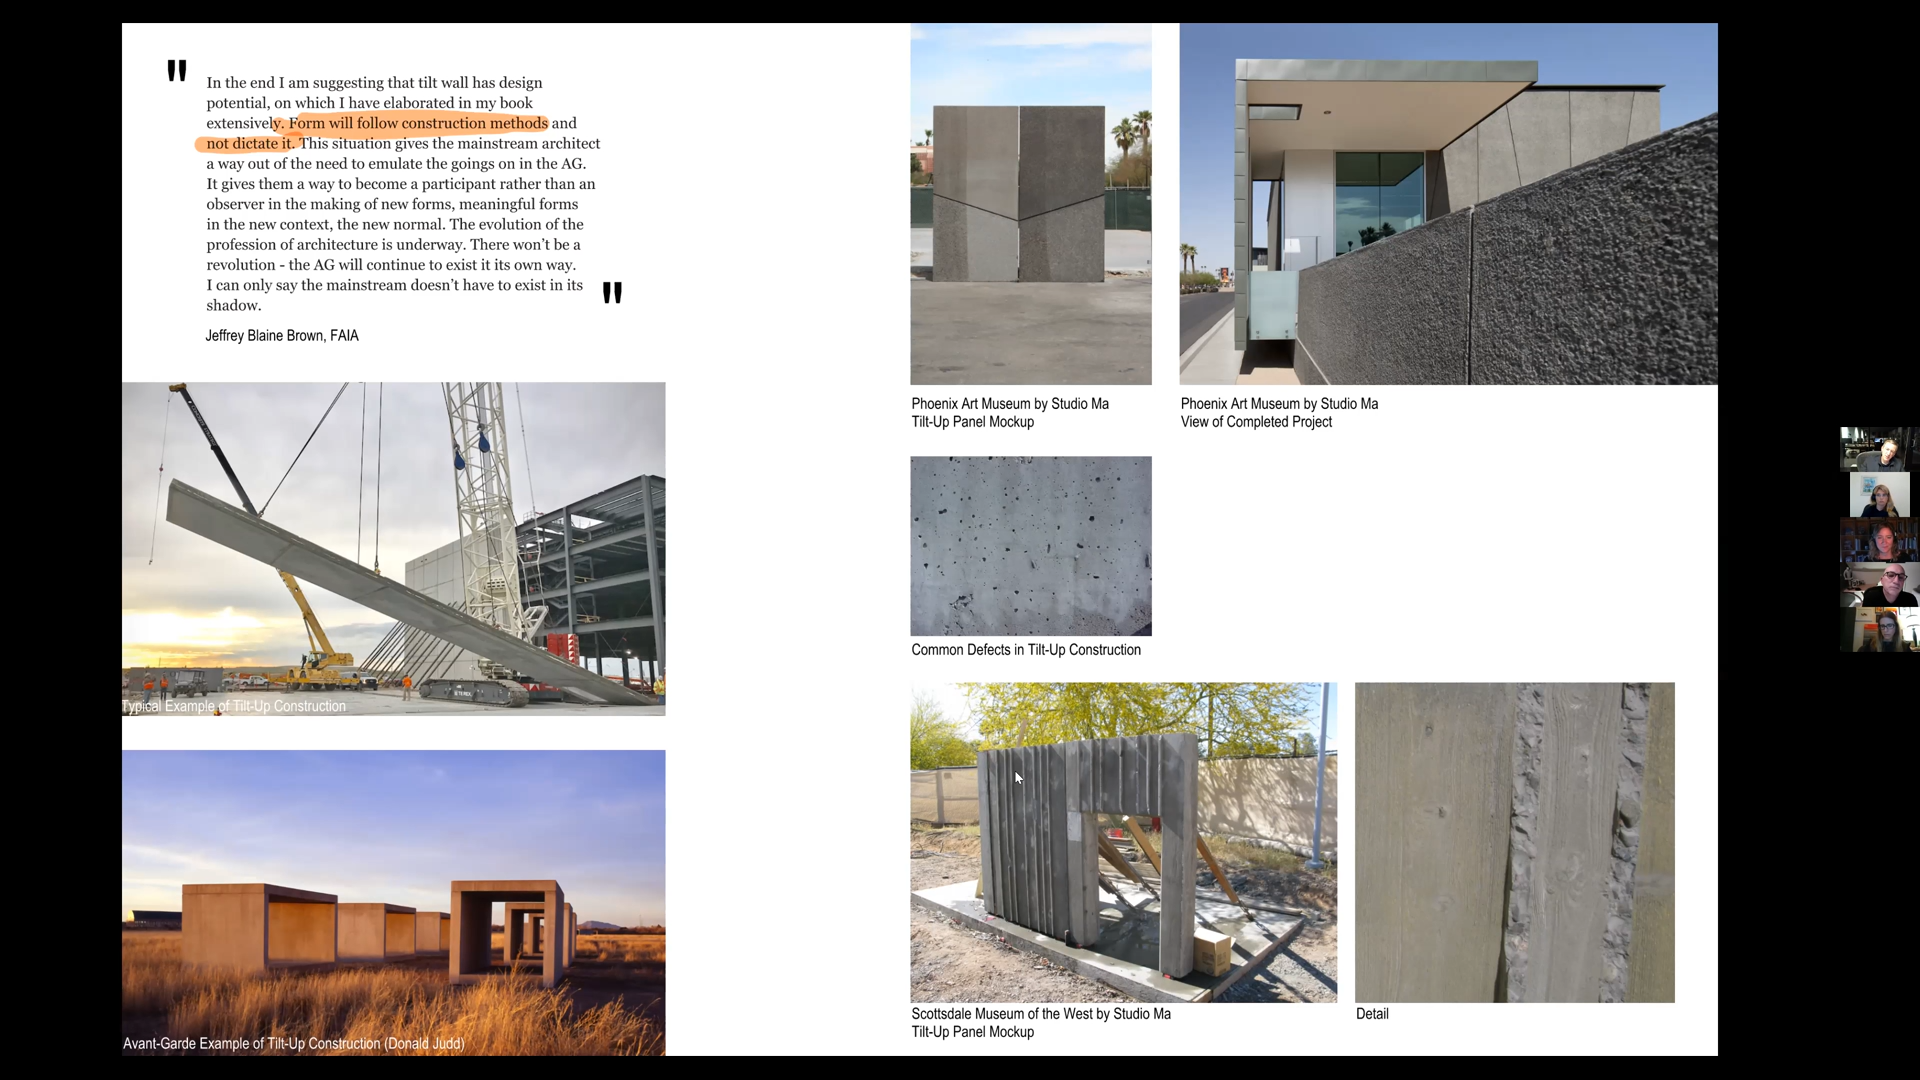 "
In the end I am suggesting that tilt wall has design
potential, on which I have elaborated in my book
extensively. Form will follow construction methods and
not dictate it. This situation gives the mainstream architect
a way out of the need to emulate the goings on in the AG.
It gives them a way to become a participant rather than an
observer in the making of new forms, meaningful forms
in the new context, the new normal. The evolution of the
profession of architecture is underway. There won't be a
revolution - the AG will continue to exist it its own way.
I can only say the mainstream doesn't have to exist in its
shadow.
"
Jeffrey Blaine Brown, FAIA
Typical Example of Tilt-Up Construction
Avant-Garde Example of Tilt-Up Construction (Donald Judd)
Phoenix Art Museum by Studio Ma
Tilt-Up Panel Mockup
Phoenix Art Museum by Studio Ma
View of Completed Project
Common Defects in Tilt-Up Construction
Scottsdale Museum of the West by Studio Ma
Tilt-Up Panel Mockup
Detail